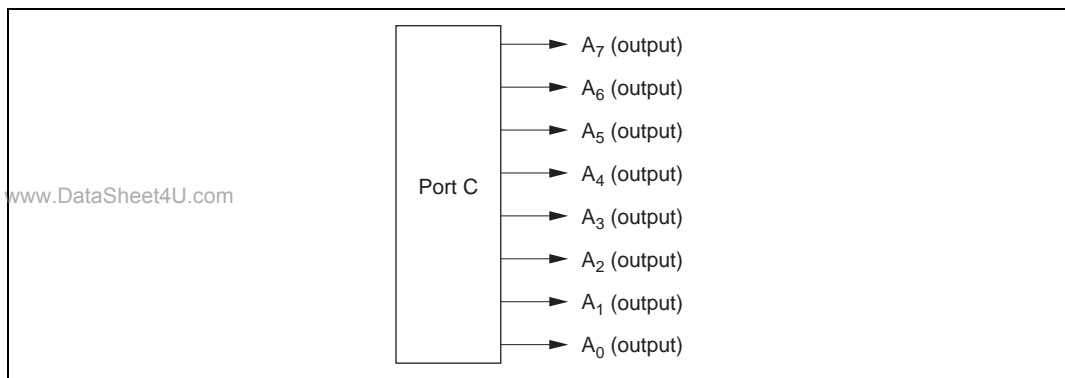 A7 (output)
A6 (output)
A5 (output)
A4 (output)
Port C
www.DataSheet4U.com
A3 (output)
A2 (output)
A1 (output)
A0 (output)